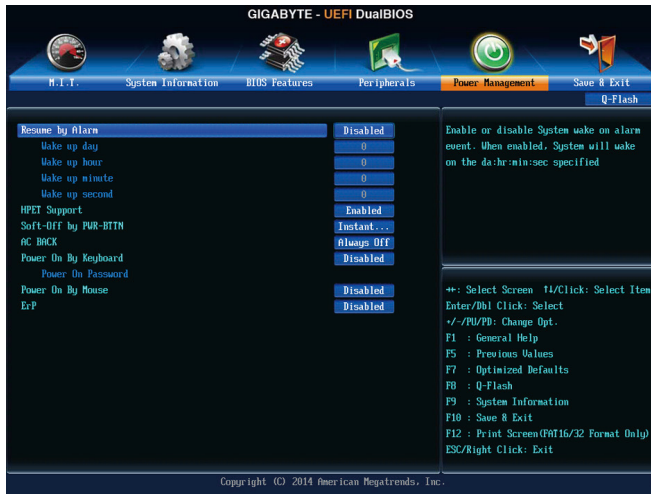 GIGABYTE - UEFI DualBIOS
M.I.T. System Information BIOS Features Peripherals Power Management Save & Exit
Q-Flash
Resume by Alarm Disabled
Wake up day 0
Wake up hour 0
Wake up minute 0
Wake up second 0
HPET Support Enabled
Soft-Off by PWR-BTTN Instant...
AC BACK Always Off
Power On By Keyboard Disabled
Power On Password
Power On By Mouse Disabled
ErP Disabled
Enable or disable System wake on alarm
event. When enabled, System will wake
on the da:hr:min:sec specified
↔: Select Screen ↑↓/Click: Select Item
Enter/Dbl Click: Select
+/-/PU/PD: Change Opt.
F1 : General Help
F5 : Previous Values
F7 : Optimized Defaults
F8 : Q-Flash
F9 : System Information
F10 : Save & Exit
F12 : Print Screen(FAT16/32 Format Only)
ESC/Right Click: Exit
Copyright (C) 2014 American Megatrends, Inc.